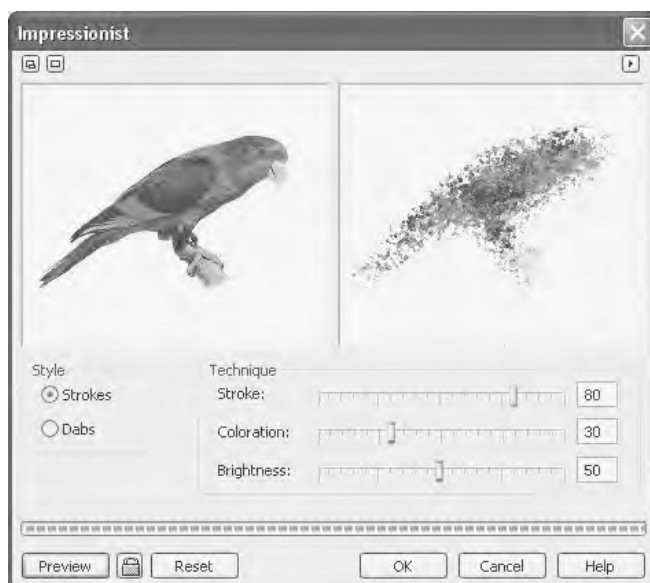 Impressionist
Style
Technique
Strokes
Stroke: 80
Dabs
Coloration: 30
Brightness: 50
Preview Reset OK Cancel Help